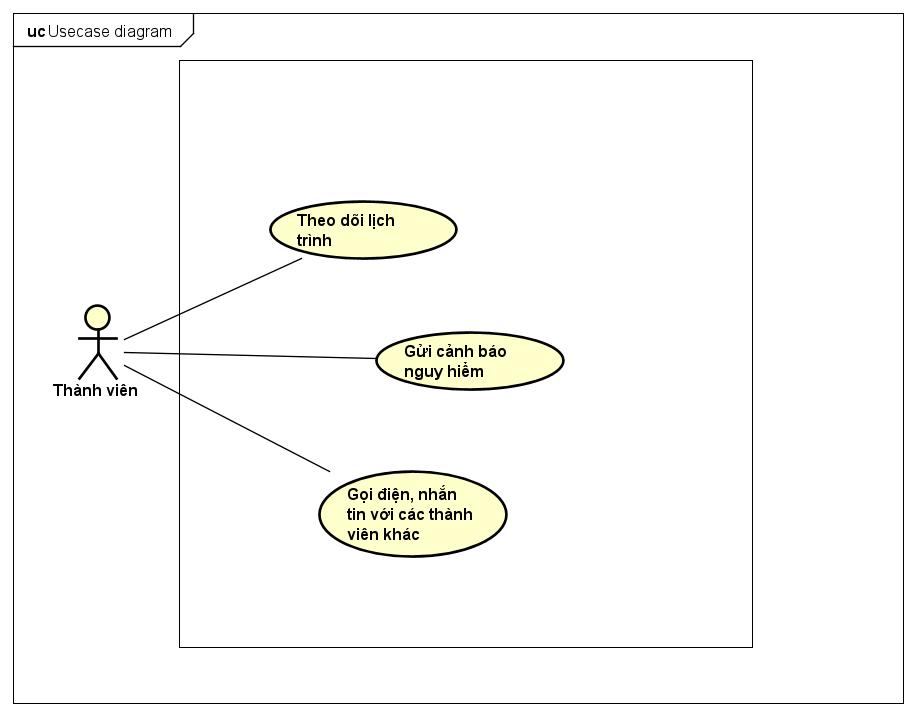 uc Usecase diagram
Theo dõi lịch
trình
Gửi cảnh báo
nguy hiểm
Thành viên
Gọi điện, nhắn
tin với các thành
viên khác